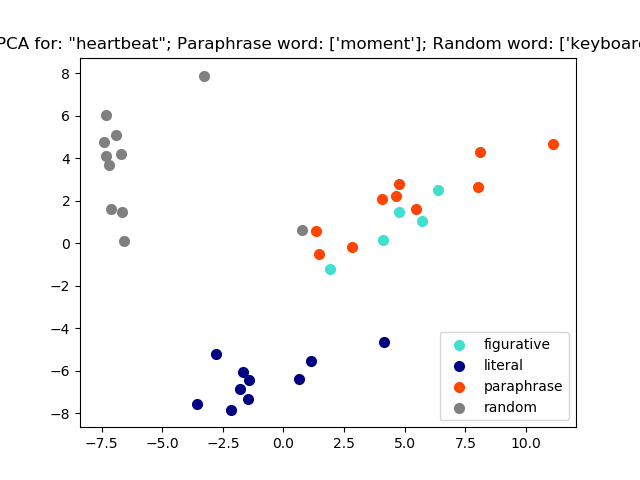 PCA for: "heartbeat"; Paraphrase word: ['moment']; Random word: ['keyboar
8
6
4
2
0
−2
−4
−6
−8
−7.5 −5.0 −2.5 0.0 2.5 5.0 7.5 10.0
figurative
literal
paraphrase
random